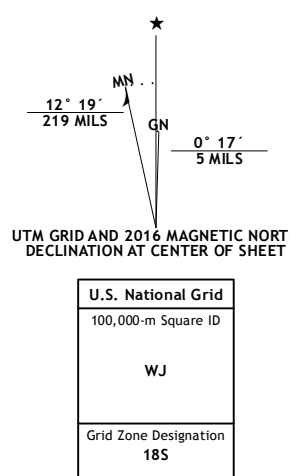 ★
MN
GN
12° 19´
219 MILS
0° 17´
5 MILS
UTM GRID AND 2016 MAGNETIC NORT
DECLINATION AT CENTER OF SHEET
U.S. National Grid
100,000-m Square ID
WJ
Grid Zone Designation
18S